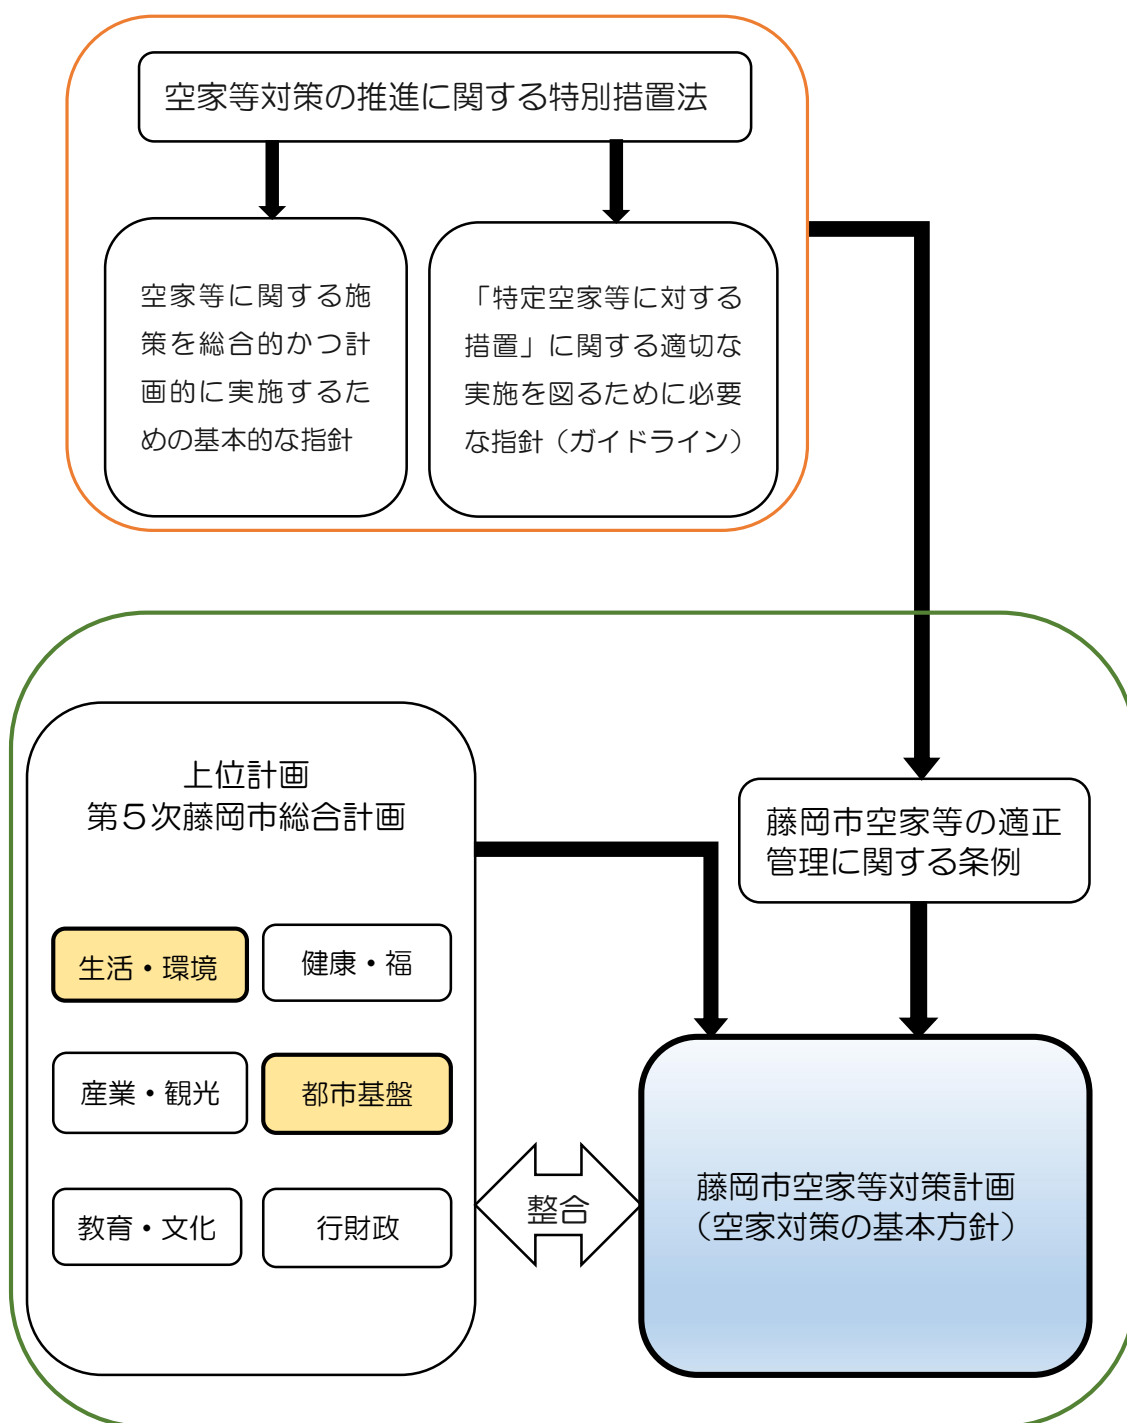 空家等対策の推進に関する特別措置法
空家等に関する施
策を総合的かつ計
画的に実施するた
めの基本的な指針
「特定空家等に対する
措置」に関する適切な
実施を図るために必要
な指針（ガイドライン）
上位計画
第５次藤岡市総合計画
生活・環境
健康・福
産業・観光
都市基盤
教育・文化
行財政
整合
藤岡市空家等の適正
管理に関する条例
藤岡市空家等対策計画
（空家対策の基本方針）